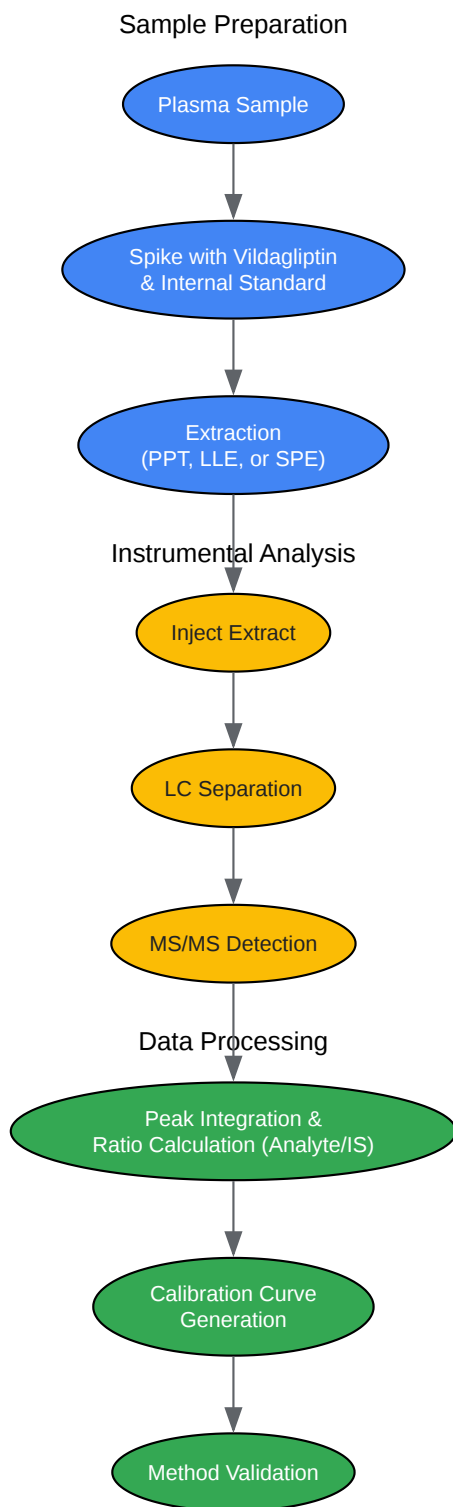 Sample Preparation
Plasma Sample
Spike with Vildagliptin
& Internal Standard
Extraction
(PPT, LLE, or SPE)
Instrumental Analysis
Inject Extract
LC Separation
MS/MS Detection
Data Processing
Peak Integration &
Ratio Calculation (Analyte/IS)
Calibration Curve
Generation
Method Validation